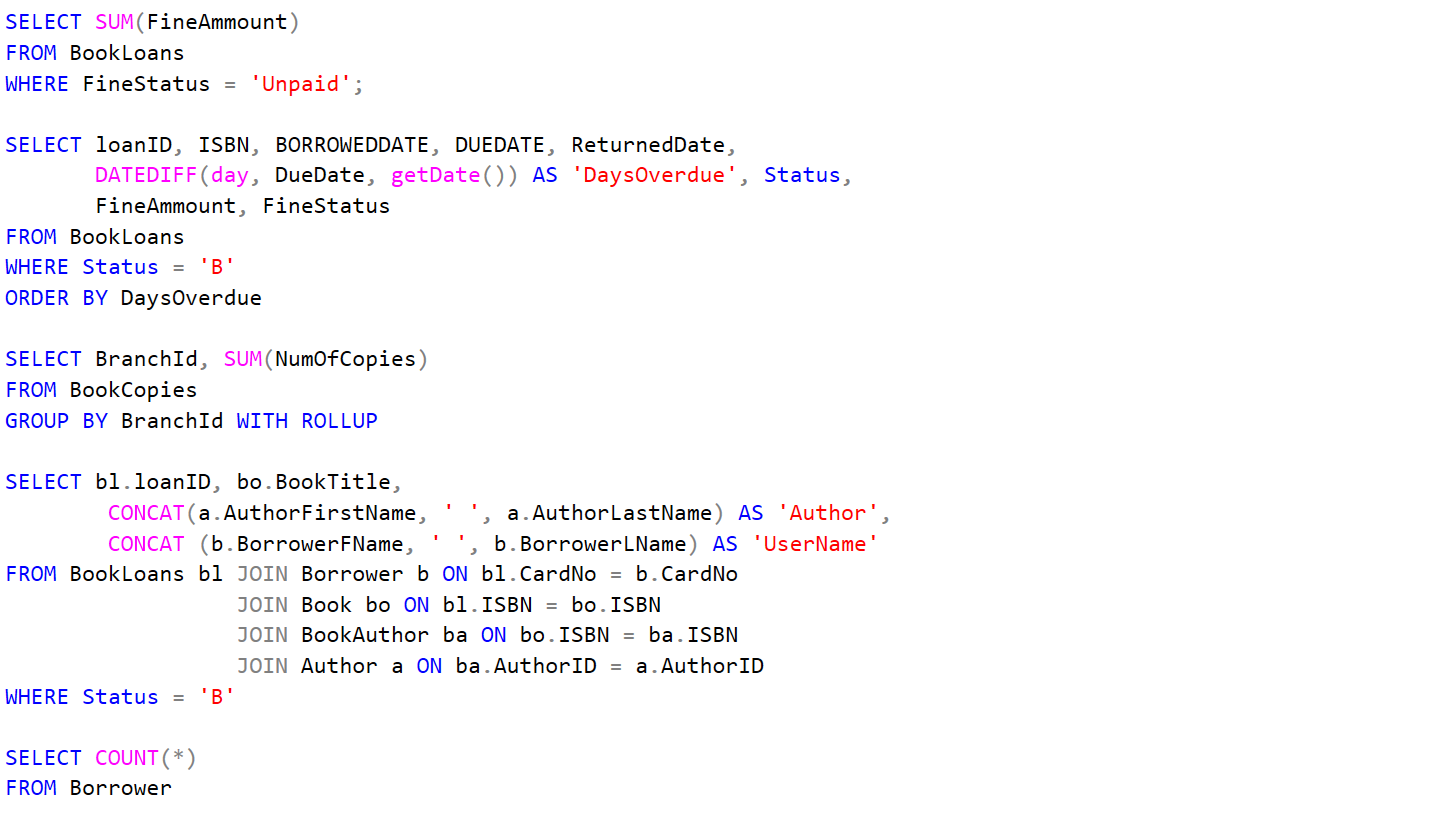 SELECT SUM(FineAmmount)
FROM BookLoans
WHERE FineStatus = 'Unpaid';

SELECT loanID, ISBN, BORROWEDDATE, DUEDATE, ReturnedDate,
       DATEDIFF(day, DueDate, getDate()) AS 'DaysOverdue', Status,
       FineAmmount, FineStatus
FROM BookLoans
WHERE Status = 'B'
ORDER BY DaysOverdue

SELECT BranchId, SUM(NumOfCopies)
FROM BookCopies
GROUP BY BranchId WITH ROLLUP

SELECT bl.loanID, bo.BookTitle,
        CONCAT(a.AuthorFirstName, ' ', a.AuthorLastName) AS 'Author',
        CONCAT (b.BorrowerFName, ' ', b.BorrowerLName) AS 'UserName'
FROM BookLoans bl JOIN Borrower b ON bl.CardNo = b.CardNo
                  JOIN Book bo ON bl.ISBN = bo.ISBN
                  JOIN BookAuthor ba ON bo.ISBN = ba.ISBN
                  JOIN Author a ON ba.AuthorID = a.AuthorID
WHERE Status = 'B'

SELECT COUNT(*)
FROM Borrower